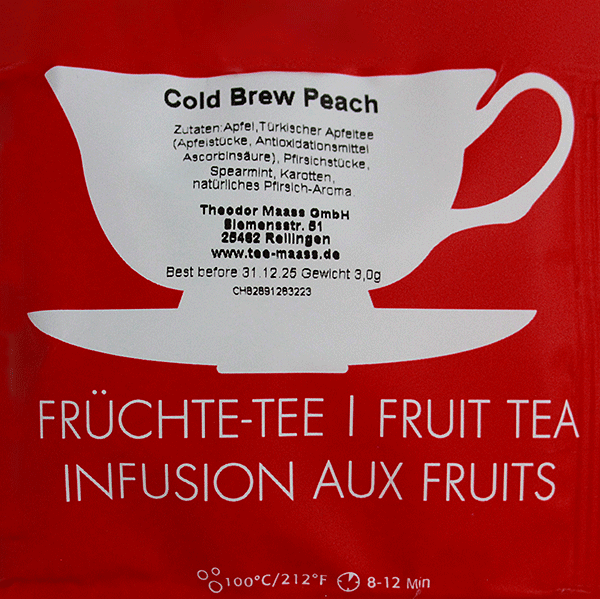 Cold Brew Peach
Zutaten:Apfel,Türkischer Apfeltee
(Apfelstücke, Antioxidationsmittel
Ascorbinsäure), Pfirsichstücke,
Spearmint, Karotten,
natürliches Pfirsich-Aroma
Theodor Maass GmbH
Siemensstr. 51
25462 Rellingen
www.tee-maass.de
Best before 31.12.25 Gewicht 3,0g
CHB2891283223
FRÜCHTE-TEE | FRUIT TEA
INFUSION AUX FRUITS
100°C/212°F 8-12 Min